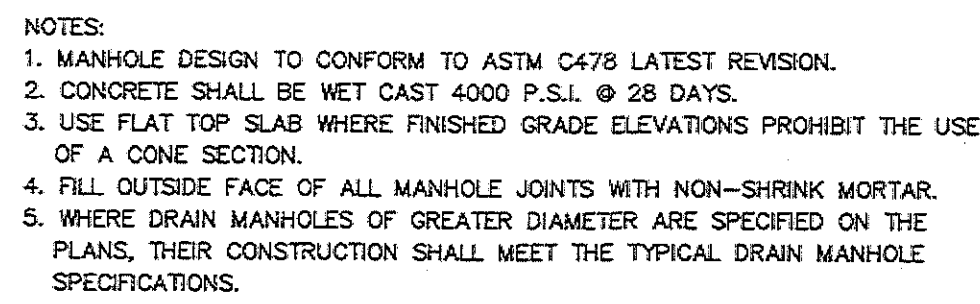 NOTES:
1. MANHOLE DESIGN TO CONFORM TO ASTM C478 LATEST REVISION.
2. CONCRETE SHALL BE WET CAST 4000 P.S.I. @ 28 DAYS.
3. USE FLAT TOP SLAB WHERE FINISHED GRADE ELEVATIONS PROHIBIT THE USE
OF A CONE SECTION.
4. FILL OUTSIDE FACE OF ALL MANHOLE JOINTS WITH NON-SHRINK MORTAR.
5. WHERE DRAIN MANHOLES OF GREATER DIAMETER ARE SPECIFIED ON THE
PLANS, THEIR CONSTRUCTION SHALL MEET THE TYPICAL DRAIN MANHOLE
SPECIFICATIONS.